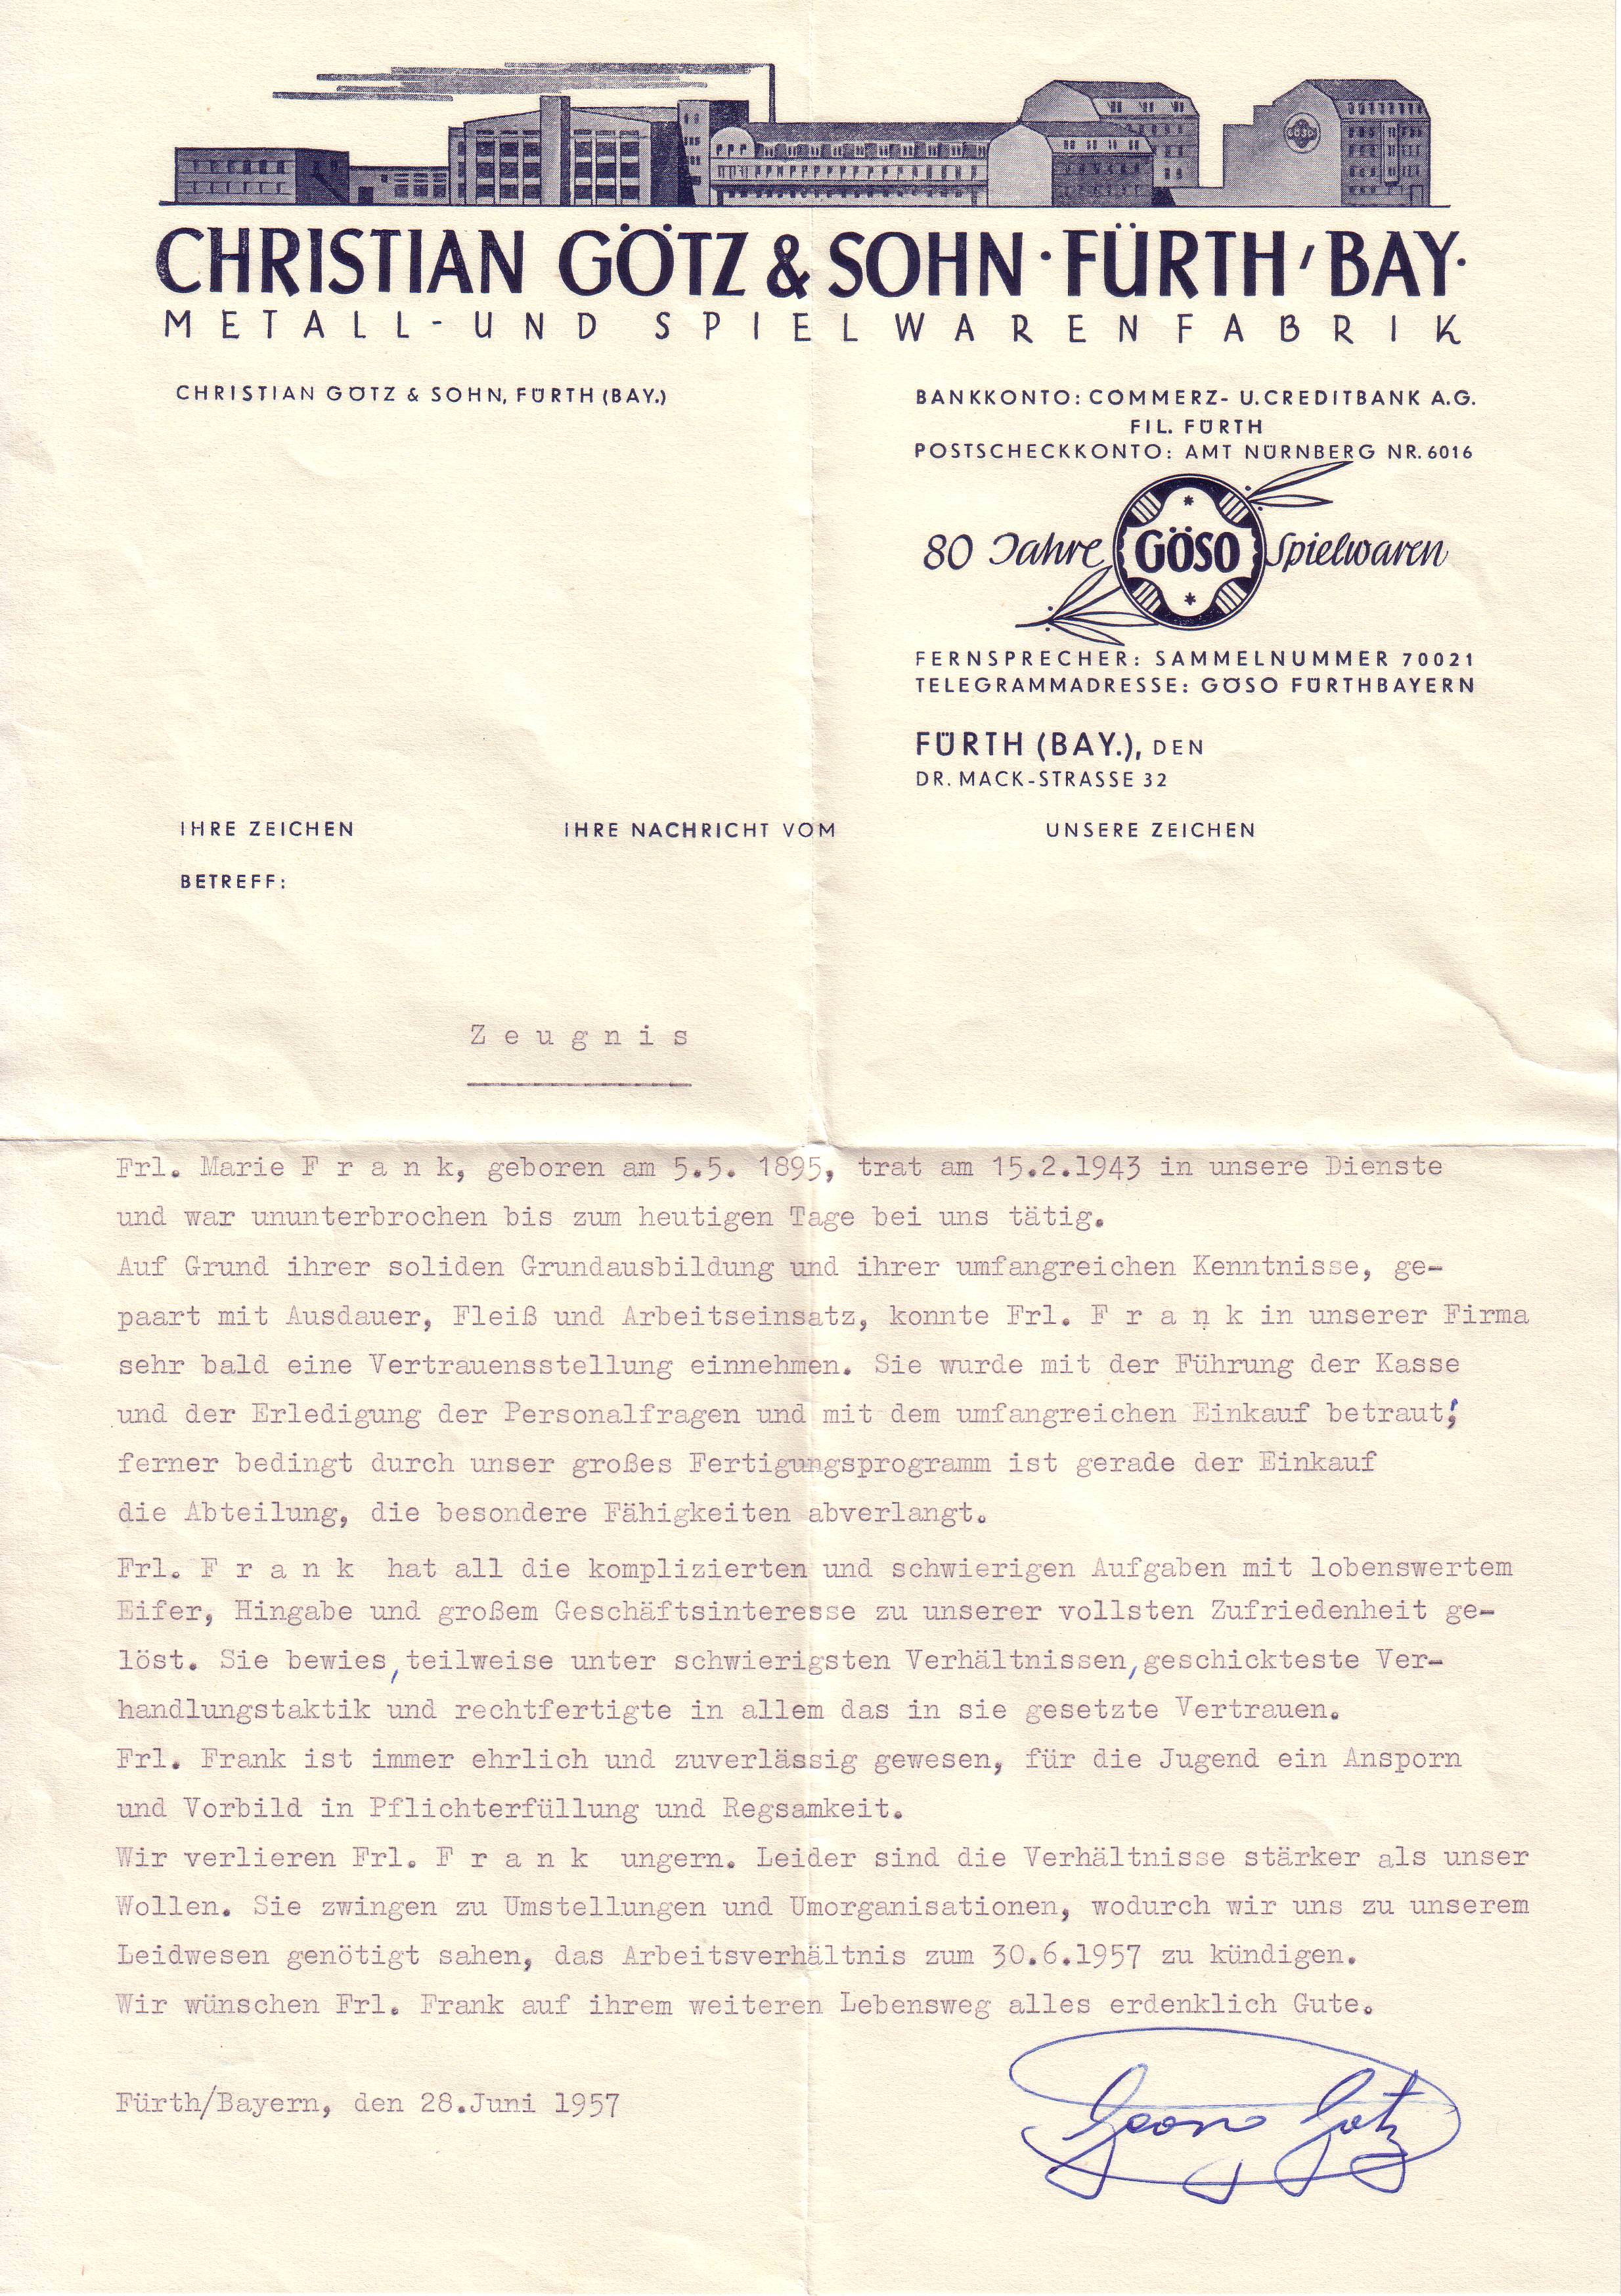 GÖSO
CHRISTIAN GÖTZ & SOHN · FÜRTH / BAY.
METALL- UND SPIELWARENFABRIK
CHRISTIAN GÖTZ & SOHN, FÜRTH (BAY.)
BANKKONTO: COMMERZ- U. CREDITBANK A.G.
FIL. FÜRTH
POSTSCHECKKONTO: AMT NÜRNBERG NR. 6016
80 Jahre GÖSO Spielwaren
FERNSPRECHER: SAMMELNUMMER 70021
TELEGRAMMADRESSE: GÖSO FÜRTHBAYERN
FÜRTH (BAY.), DEN
DR. MACK-STRASSE 32
IHRE ZEICHEN IHRE NACHRICHT VOM UNSERE ZEICHEN
BETREFF:
Z e u g n i s
Frl. Marie F r a n k, geboren am 5.5. 1895, trat am 15.2.1943 in unsere Dienste
und war ununterbrochen bis zum heutigen Tage bei uns tätig.
Auf Grund ihrer soliden Grundausbildung und ihrer umfangreichen Kenntnisse, ge-
paart mit Ausdauer, Fleiß und Arbeitseinsatz, konnte Frl. F r a n k in unserer Firma
sehr bald eine Vertrauensstellung einnehmen. Sie wurde mit der Führung der Kasse
und der Erledigung der Personalfragen und mit dem umfangreichen Einkauf betraut;
ferner bedingt durch unser großes Fertigungsprogramm ist gerade der Einkauf
die Abteilung, die besondere Fähigkeiten abverlangt.
Frl. F r a n k hat all die komplizierten und schwierigen Aufgaben mit lobenswertem
Eifer, Hingabe und großem Geschäftsinteresse zu unserer vollsten Zufriedenheit ge-
löst. Sie bewies, teilweise unter schwierigsten Verhältnissen, geschickteste Ver-
handlungstaktik und rechtfertigte in allem das in sie gesetzte Vertrauen.
Frl. Frank ist immer ehrlich und zuverlässig gewesen, für die Jugend ein Ansporn
und Vorbild in Pflichterfüllung und Regsamkeit.
Wir verlieren Frl. F r a n k ungern. Leider sind die Verhältnisse stärker als unser
Wollen. Sie zwingen zu Umstellungen und Umorganisationen, wodurch wir uns zu unserem
Leidwesen genötigt sahen, das Arbeitsverhältnis zum 30.6.1957 zu kündigen.
Wir wünschen Frl. Frank auf ihrem weiteren Lebensweg alles erdenklich Gute.
Fürth/Bayern, den 28.Juni 1957
Georg Götz